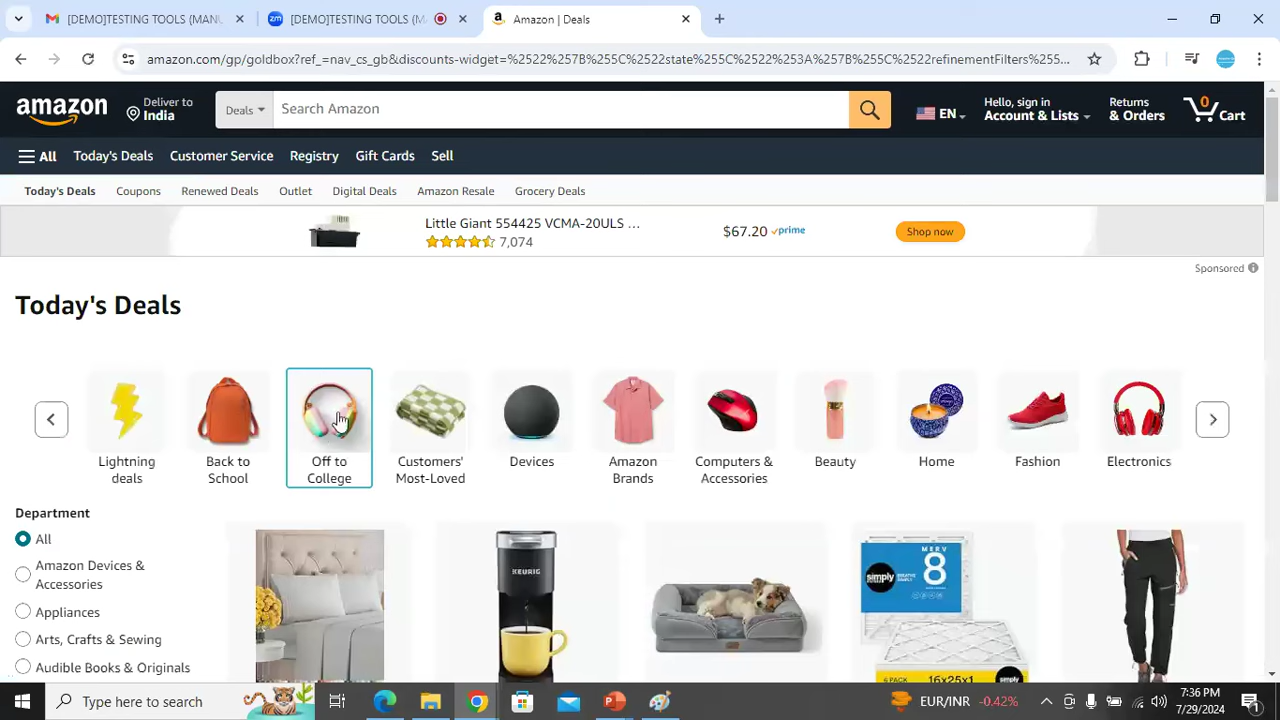 [DEMO]TESTING TOOLS (MANU
[DEMO]TESTING TOOLS (M
Amazon | Deals
amazon.com/gp/goldbox?ref_=nav_cs_gb&discounts-widget=%2522%257B%255C%2522state%255C%2522%253A%257B%255C%2522refinementFilters%255...
amazon
Deliver to
India
Deals
Search Amazon
EN
Hello, sign in
Account & Lists
Returns
& Orders
0
Cart
All
Today's Deals
Customer Service
Registry
Gift Cards
Sell
Today's Deals
Coupons
Renewed Deals
Outlet
Digital Deals
Amazon Resale
Grocery Deals
Little Giant 554425 VCMA-20ULS ...
7,074
$67.20 prime
Shop now
Sponsored
Today's Deals
Lightning
deals
Back to
School
Off to
College
Customers'
Most-Loved
Devices
Amazon
Brands
Computers &
Accessories
Beauty
Home
Fashion
Electronics
Department
All
Amazon Devices &
Accessories
Appliances
Arts, Crafts & Sewing
Audible Books & Originals
KEURIG
MERV
8
simply
16x25x1
simply
Type here to search
EUR/INR -0.42%
7:36 PM
7/29/2024